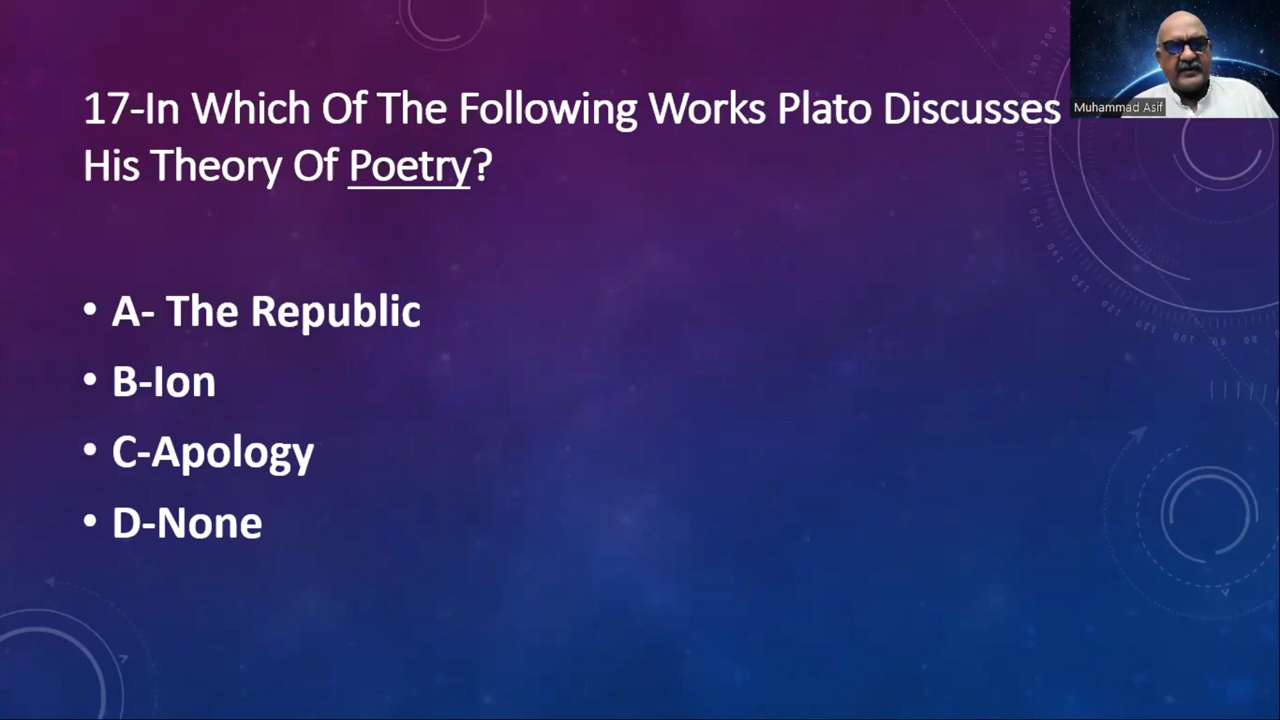 17-In Which Of The Following Works Plato Discusses
His Theory Of Poetry?
Muhammad Asif
• A- The Republic
• B-Ion
• C-Apology
• D-None